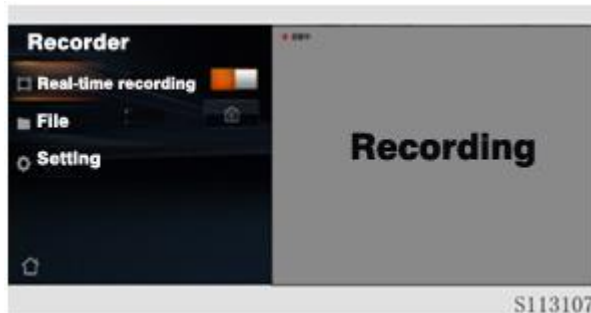 Recorder
Real-time recording
File
Setting
Recording
S113107